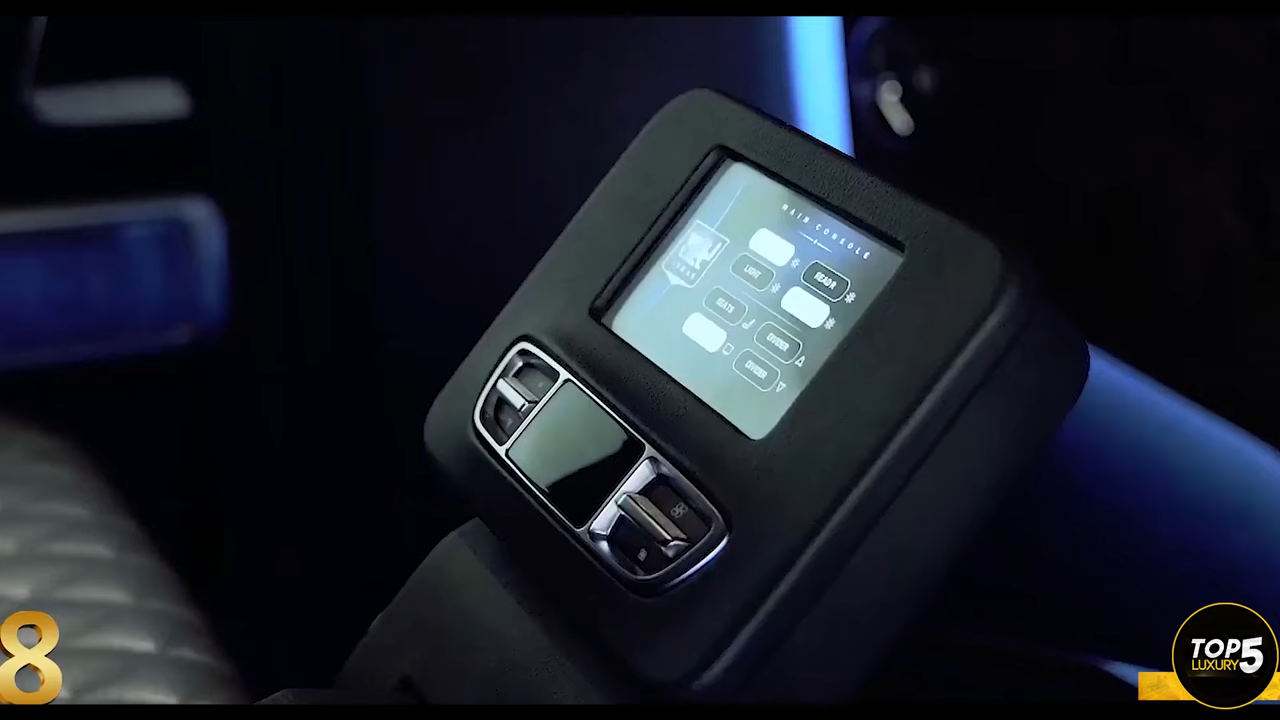 MAIN CONSOLE
LIGHT
READ R
SEATS
DIVIDER
DIVIDER
8
TOP5
LUXURY